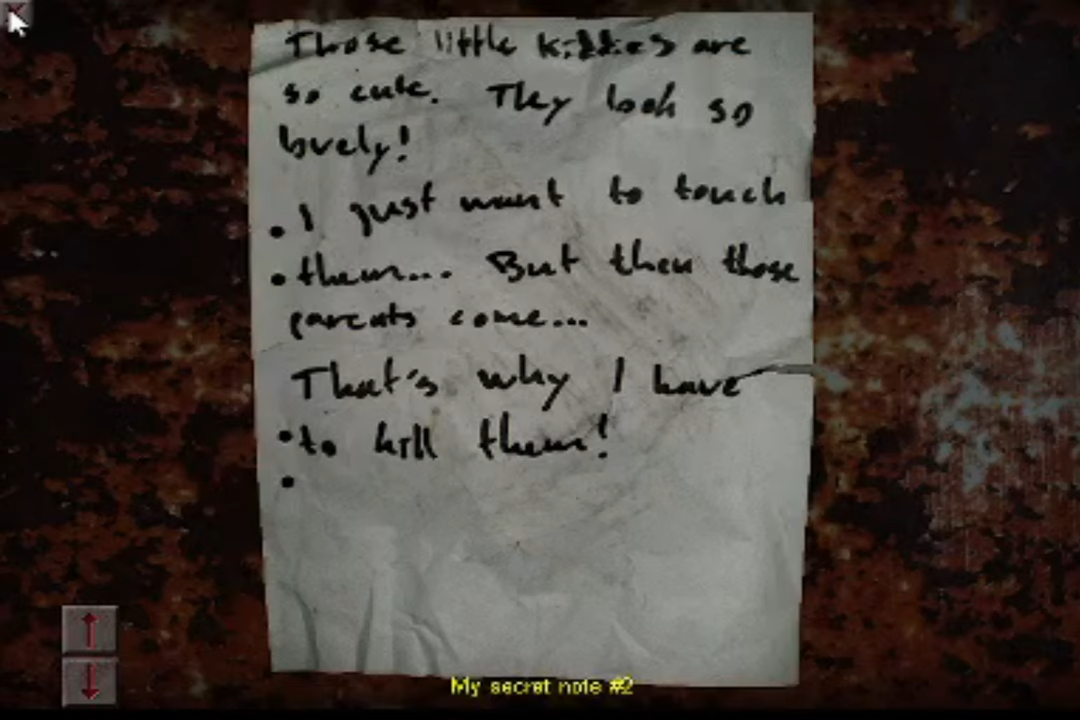 Those little kitties are
so cute. They look so
lovely!
I just want to touch
them... But then those
parents come...
That's why I have
to kill them!
My secret note #2